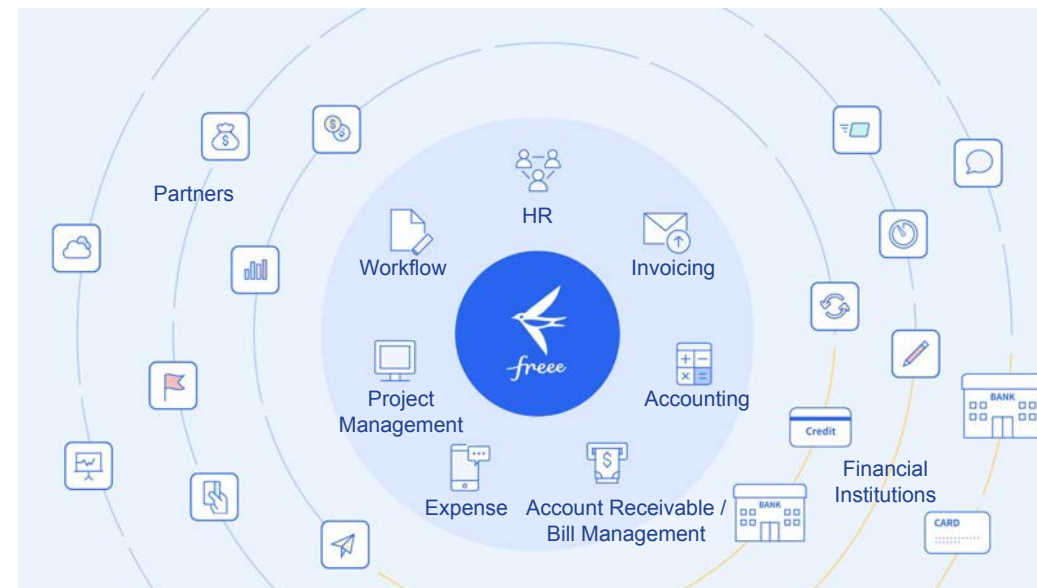 Partners
HR
Workflow
Invoicing
freee
Project
Management
Accounting
Credit
BANK
Financial
Institutions
Expense
Account Receivable /
Bill Management
BANK
CARD